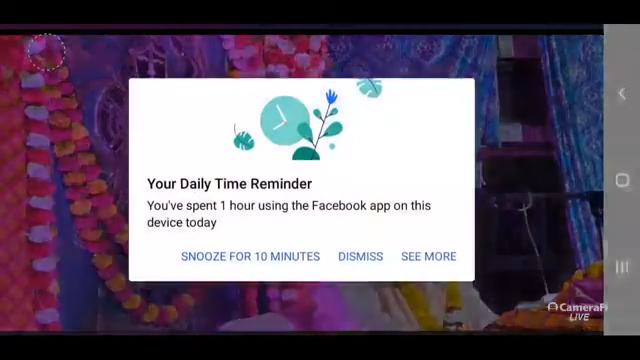 Your Daily Time Reminder
You've spent 1 hour using the Facebook app on this
device today
SNOOZE FOR 10 MINUTES DISMISS SEE MORE
LIVE